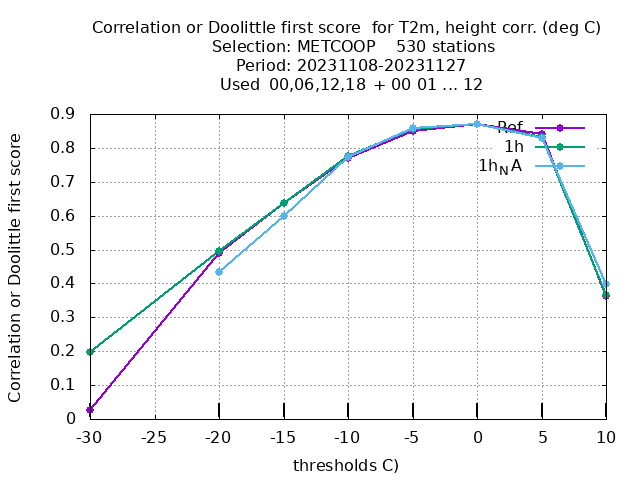 Correlation or Doolittle first score  for T2m, height corr. (deg C)
Selection: METCOOP    530 stations
Period: 20231108-20231127
Used  00,06,12,18  + 00 01 ... 12
Correlation or Doolittle first score
0.9
0.8
0.7
0.6
0.5
0.4
0.3
0.2
0.1
0
Ref
1h
1hNA
-30 -25 -20 -15 -10 -5 0 5 10
thresholds C)